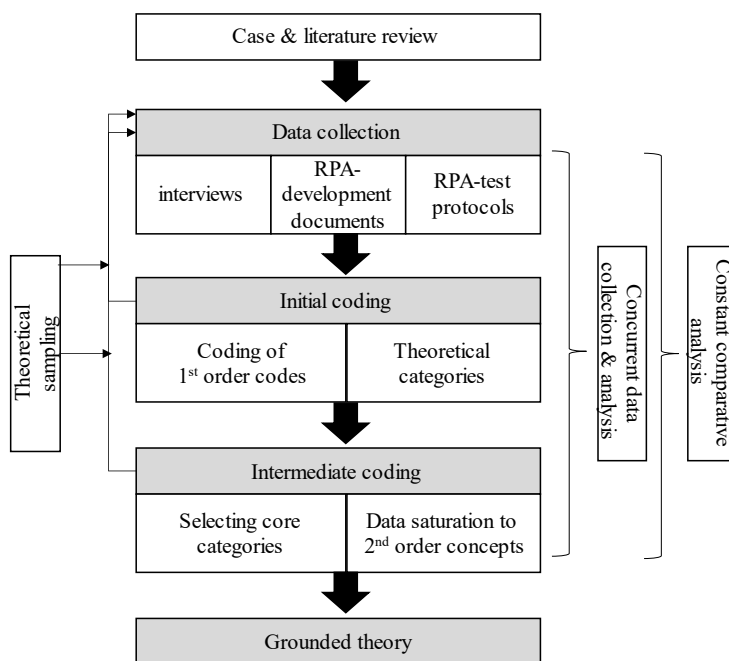 Case & literature review
Data collection
interviews
RPA-
development
documents
RPA-test
protocols
Initial coding
Coding of
1st order codes
Theoretical
categories
Intermediate coding
Selecting core
categories
Data saturation to
2nd order concepts
Grounded theory
Theoretical
sampling
Concurrent data
collection & analysis
Constant comparative
analysis